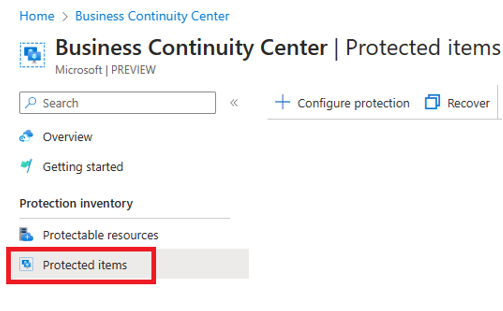 Home > Business Continuity Center
Business Continuity Center | Protected items
Microsoft | PREVIEW
Search «
+ Configure protection Recover
Overview
Getting started
Protection inventory
Protectable resources
Protected items